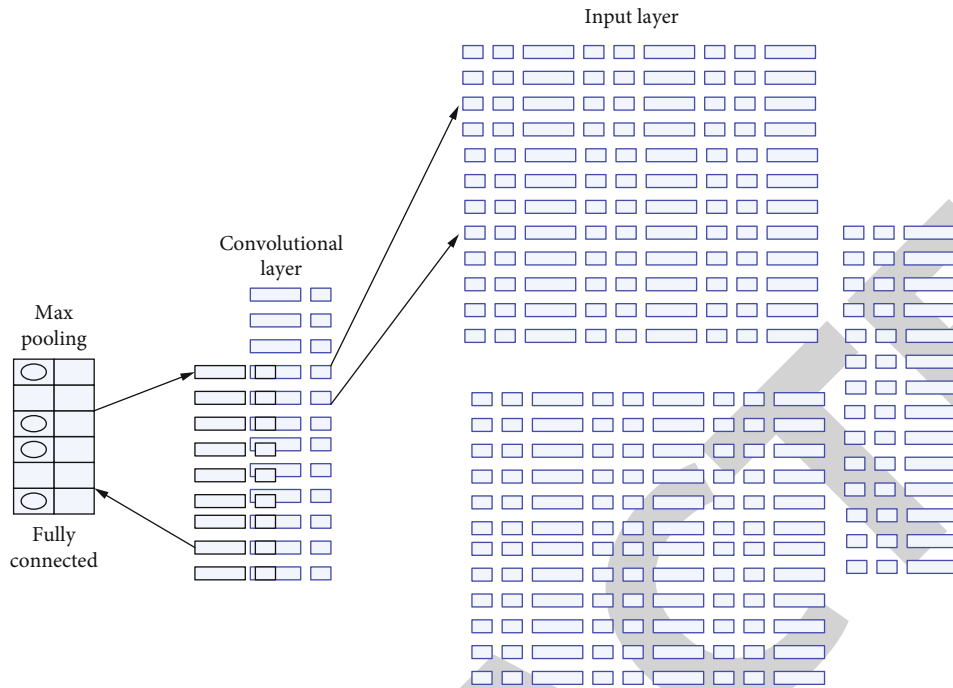 Input layer
Convolutional
layer
Max
pooling
Fully
connected